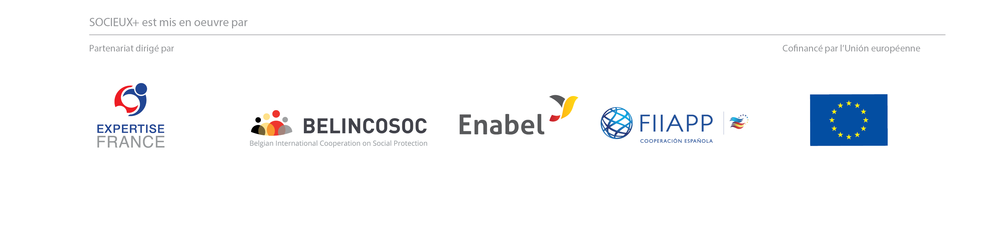 SOCIEUX+ est mis en oeuvre par
Partenariat dirigé par
Cofinancé par l’Unión européenne
EXPERTISE
FRANCE
BELINCOSOC
Belgian International Cooperation on Social Protection
Enabel
FIIAPP
COOPERACIÓN ESPAÑOLA